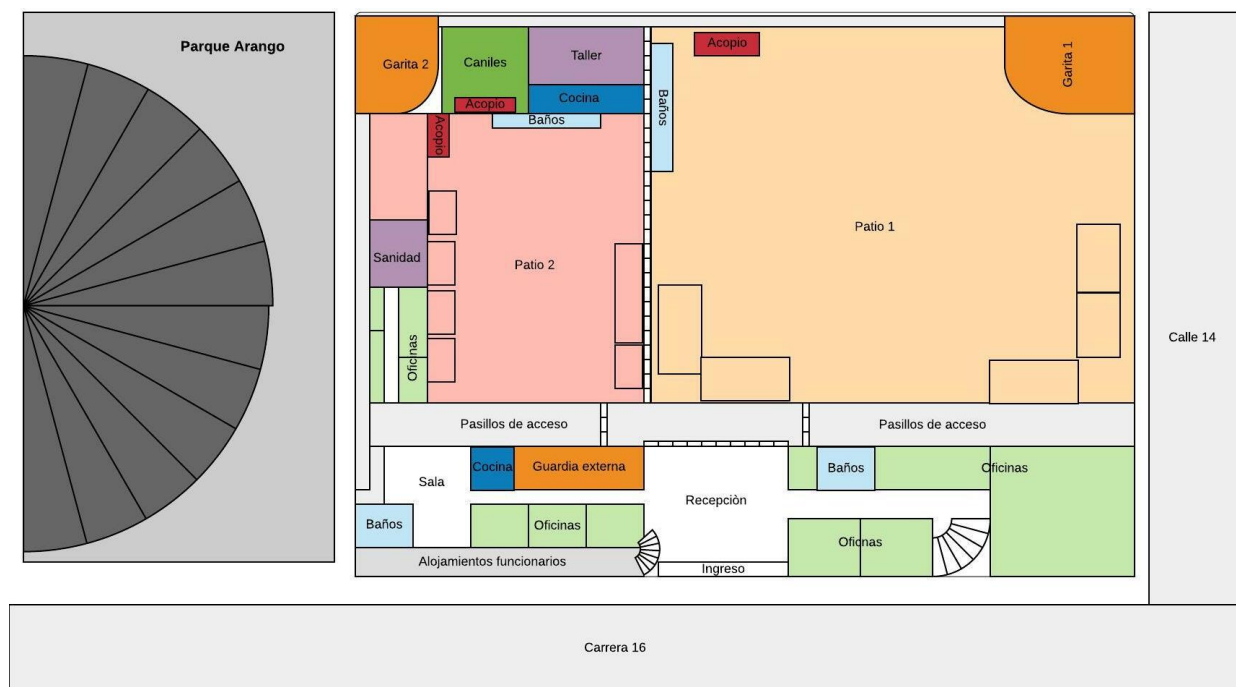 Parque Arango
Garita 2
Caniles
Taller
Acopio
Garita 1
Cocina
Acopio
Baños
Baños
Acopio
Patio 1
Sanidad
Patio 2
Oficinas
Calle 14
Pasillos de acceso
Pasillos de acceso
Sala
Cocina
Guardia externa
Baños
Oficinas
Recepciòn
Baños
Oficinas
Oficinas
Alojamientos funcionarios
Ingreso
Carrera 16